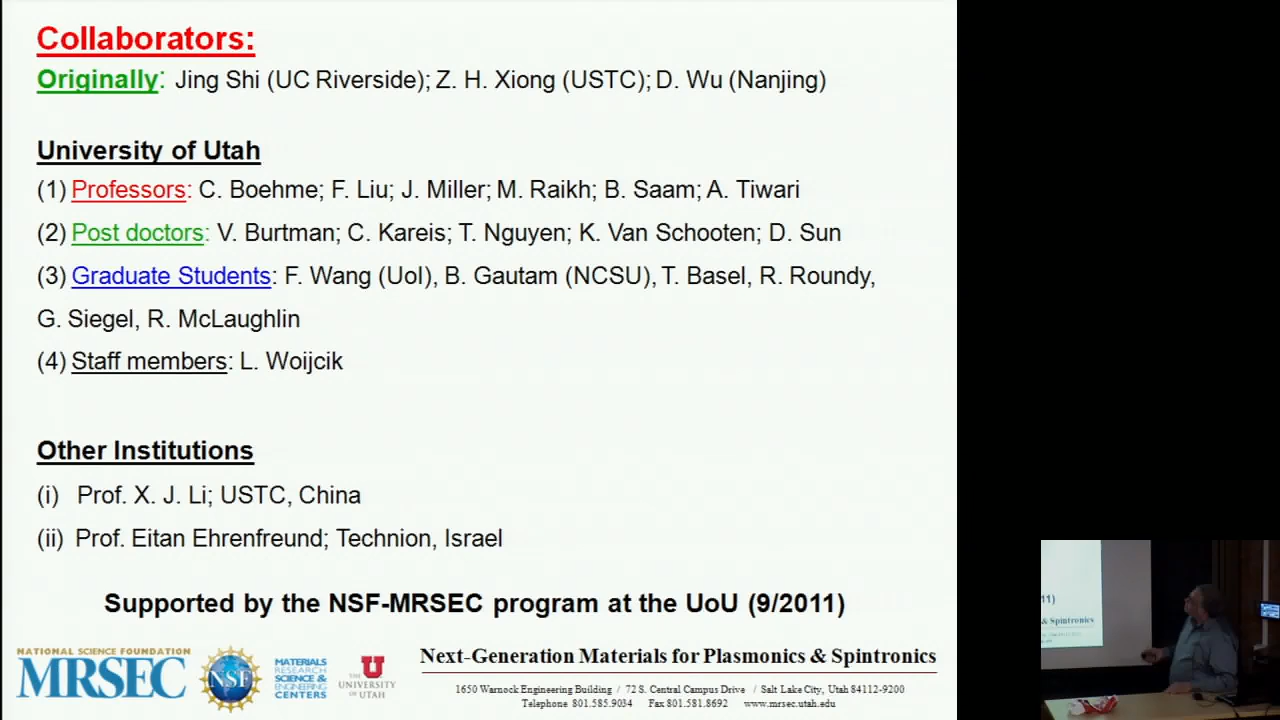 Collaborators:
Originally: Jing Shi (UC Riverside); Z. H. Xiong (USTC); D. Wu (Nanjing)
University of Utah
(1) Professors: C. Boehme; F. Liu; J. Miller; M. Raikh; B. Saam; A. Tiwari
(2) Post doctors: V. Burtman; C. Kareis; T. Nguyen; K. Van Schooten; D. Sun
(3) Graduate Students: F. Wang (UoI), B. Gautam (NCSU), T. Basel, R. Roundy,
G. Siegel, R. McLaughlin
(4) Staff members: L. Woijcik
Other Institutions
(i) Prof. X. J. Li; USTC, China
(ii) Prof. Eitan Ehrenfreund; Technion, Israel
Supported by the NSF-MRSEC program at the UoU (9/2011)
NATIONAL SCIENCE FOUNDATION
MRSEC
NSF
MATERIALS
RESEARCH
SCIENCE &
ENGINEERING
CENTERS
THE
UNIVERSITY
OF UTAH
Next-Generation Materials for Plasmonics & Spintronics
1650 Warnock Engineering Building / 72 S. Central Campus Drive / Salt Lake City, Utah 84112-9200
Telephone 801.585.9034 Fax 801.581.8692 www.mrsec.utah.edu
11)
& Spintronics